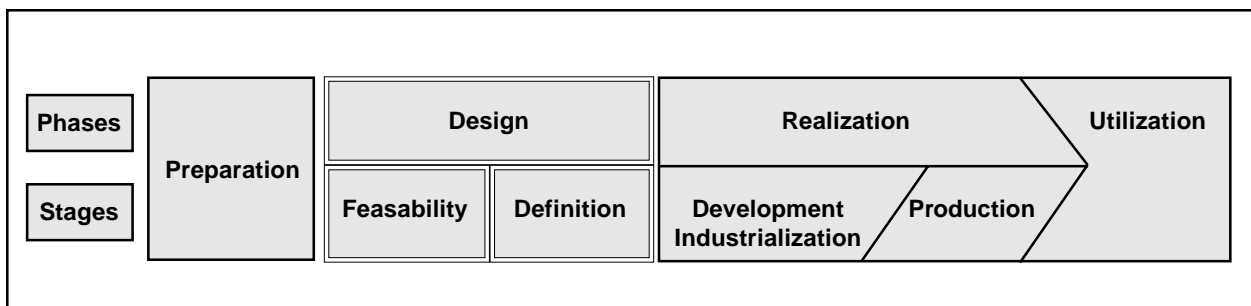 Phases
Preparation
Design
Realization
Utilization
Stages
Feasability
Definition
Development
Industrialization
Production